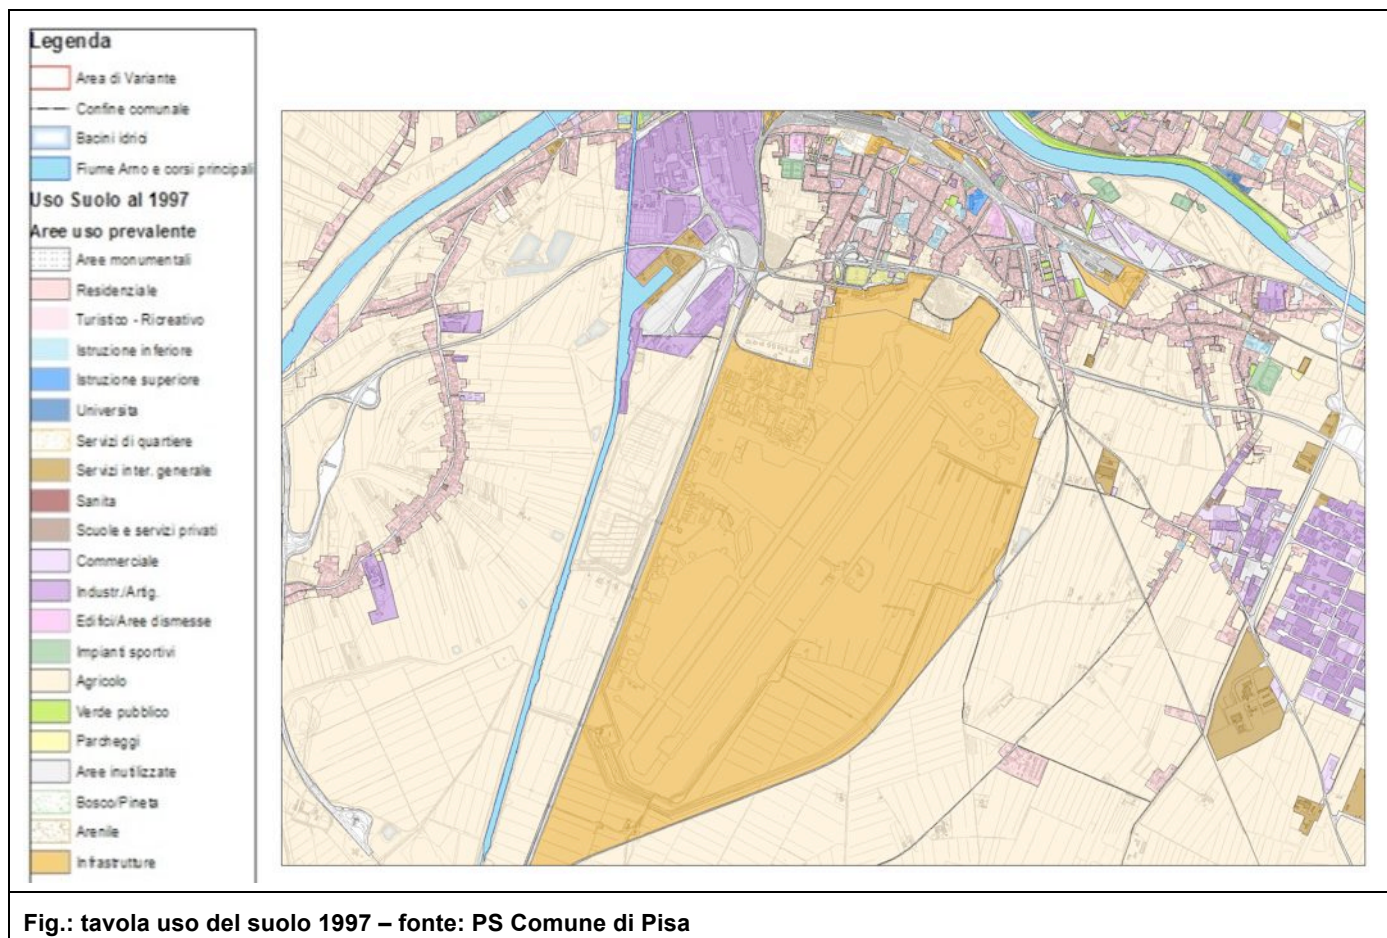 Legenda
Area di Variante
Confine comunale
Bacini idrici
Fiume Arno e corsi principali
Uso Suolo al 1997
Aree uso prevalente
Aree monumentali
Residenziale
Turistico - Ricreativo
Istruzione inferiore
Istruzione superiore
Universita
Servizi di quartiere
Servizi inter. generale
Sanita
Scuole e servizi privati
Commerciale
Industr./Artig.
Edifici/Aree dismesse
Impianti sportivi
Agricolo
Verde pubblico
Parcheggi
Aree inutilizzate
Bosco/Pineta
Arenile
Infrastrutture
Fig.: tavola uso del suolo 1997 – fonte: PS Comune di Pisa